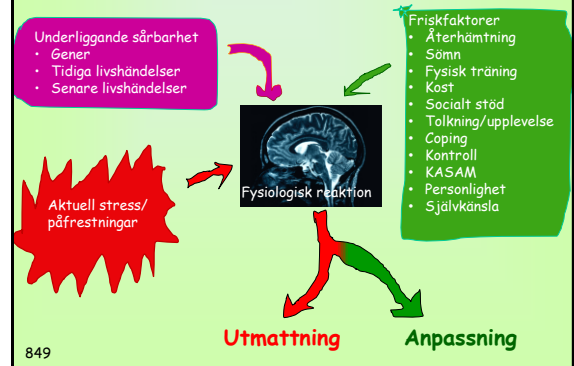 Underliggande sårbarhet
• Gener
• Tidiga livshändelser
• Senare livshändelser
Friskfaktorer
• Återhämtning
• Sömn
• Fysisk träning
• Kost
• Socialt stöd
• Tolkning/upplevelse
• Coping
• Kontroll
• KASAM
• Personlighet
• Självkänsla
Aktuell stress/
påfrestningar
Fysiologisk reaktion
Utmattning
Anpassning
849